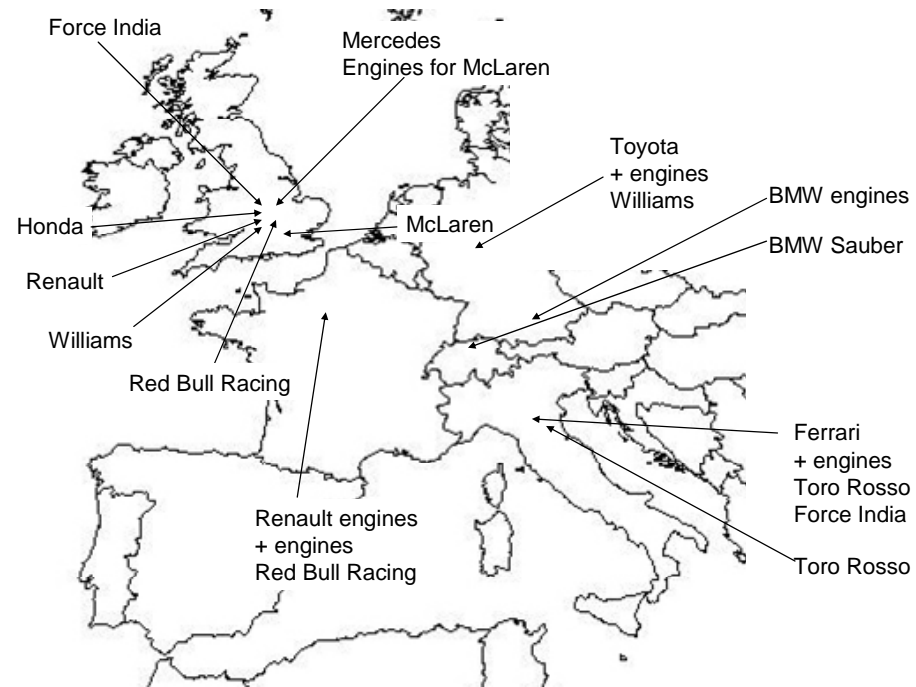 Force India
Mercedes
Engines for McLaren
Toyota
+ engines
Williams
BMW engines
Honda
McLaren
BMW Sauber
Renault
Williams
Red Bull Racing
Ferrari
+ engines
Toro Rosso
Force India
Renault engines
+ engines
Red Bull Racing
Toro Rosso